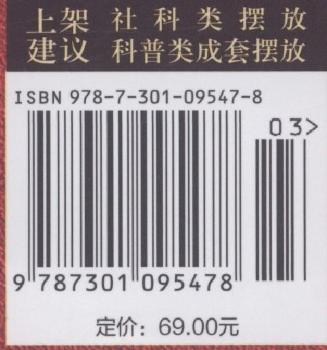 上架 社科类摆放
建议 科普类成套摆放
ISBN 978-7-301-09547-8
03>
9 787301 095478
定价：69.00元